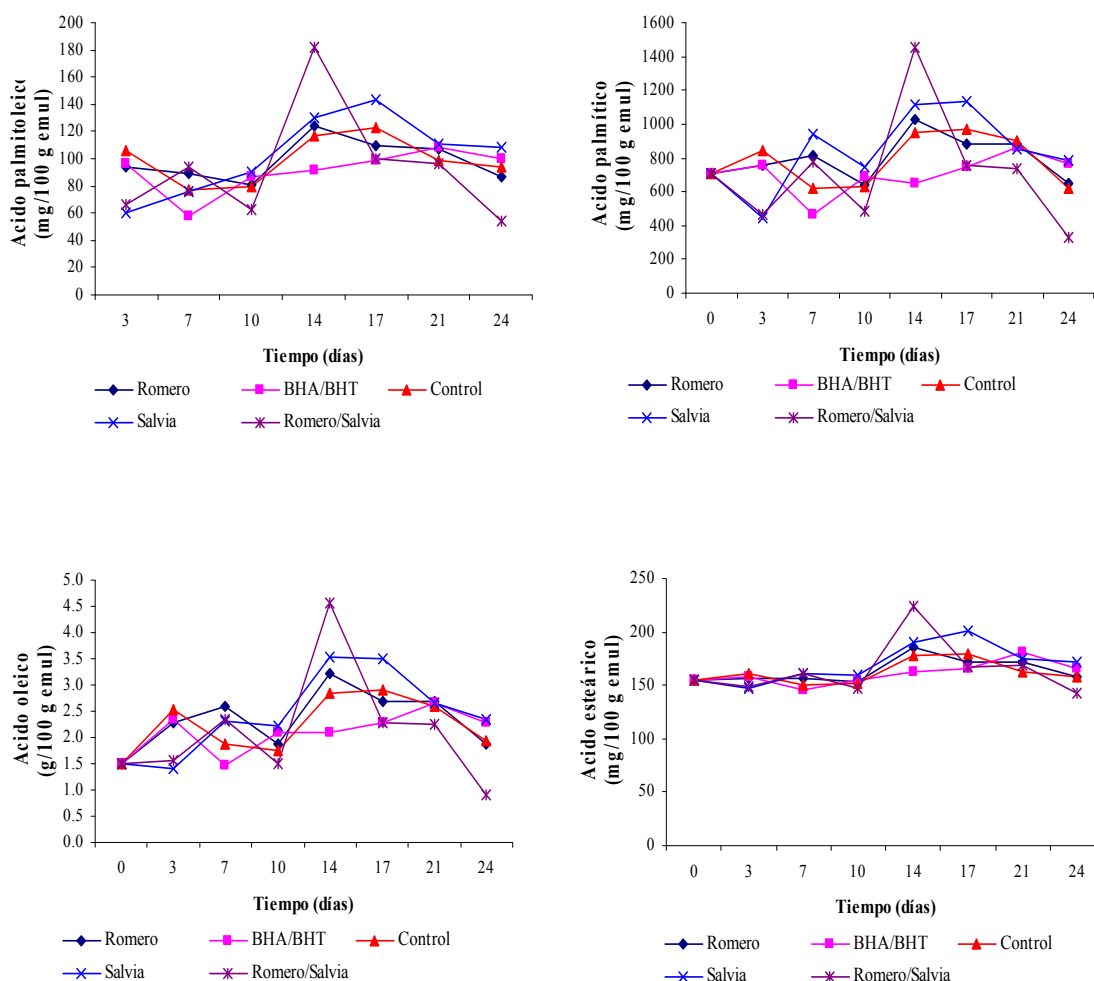 Acido palmitoleico
(mg/100 g emul)
200
180
160
140
120
100
80
60
40
20
0
3 7 10 14 17 21 24
Tiempo (días)
Romero BHA/BHT Control
Salvia Romero/Salvia
Acido palmítico
(mg/100 g emul)
1600
1400
1200
1000
800
600
400
200
0
0 3 7 10 14 17 21 24
Tiempo (días)
Romero BHA/BHT Control
Salvia Romero/Salvia
Acido oleico
(g/100 g emul)
5.0
4.5
4.0
3.5
3.0
2.5
2.0
1.5
1.0
0.5
0.0
0 3 7 10 14 17 21 24
Tiempo (días)
Romero BHA/BHT Control
Salvia Romero/Salvia
Acido esteárico
(mg/100 g emul)
250
200
150
100
50
0
0 3 7 10 14 17 21 24
Tiempo (días)
Romero BHA/BHT Control
Salvia Romero/Salvia